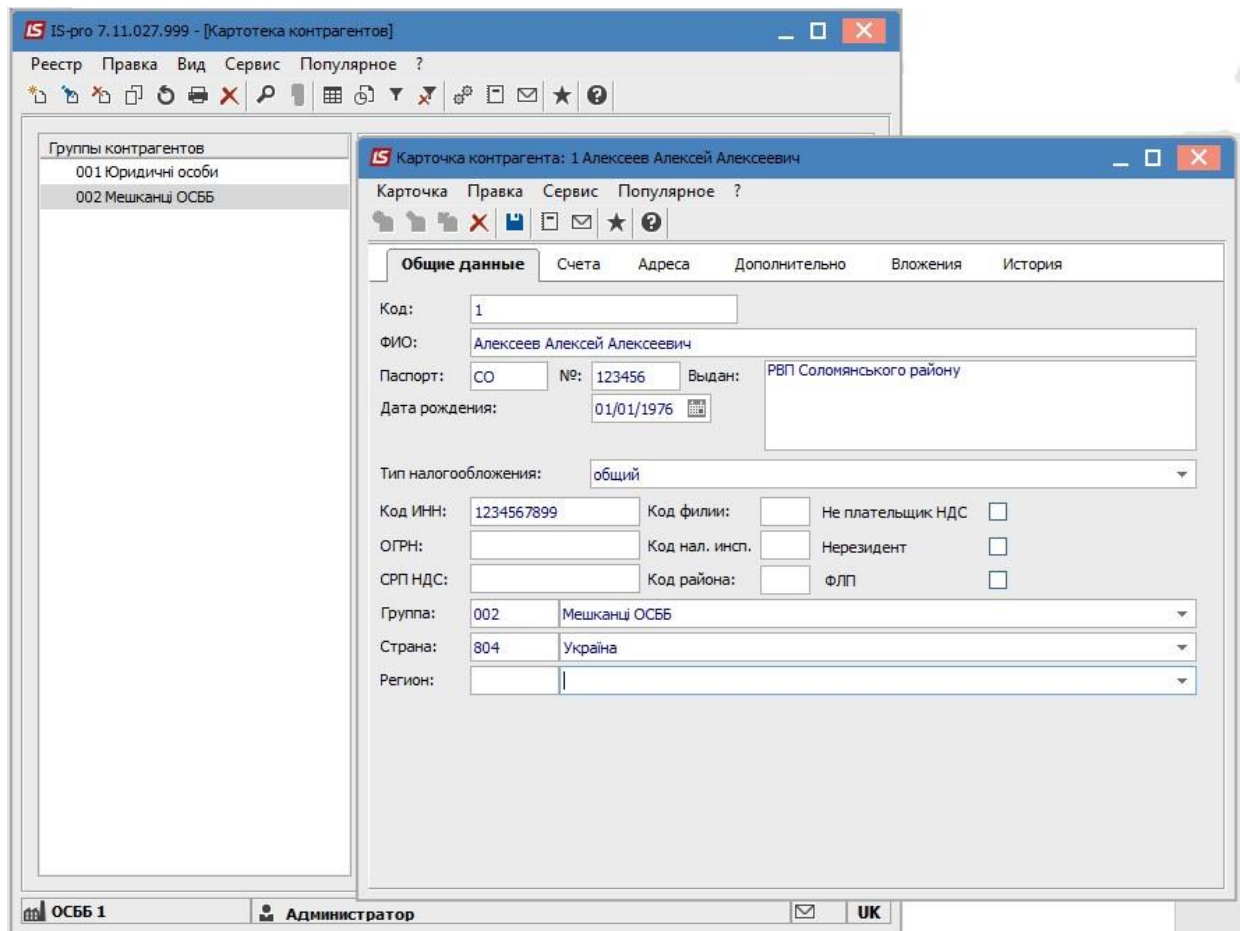 IS-pro 7.11.027.999 - [Картотека контрагентов]
Реестр Правка Вид Сервис Популярное ?
Группы контрагентов
001 Юридичні особи
002 Мешканці ОСББ
Карточка контрагента: 1 Алексеев Алексей Алексеевич
Карточка Правка Сервис Популярное ?
Общие данные Счета Адреса Дополнительно Вложения История
Код: 1
ФИО: Алексеев Алексей Алексеевич
Паспорт: СО №: 123456 Выдан: РВП Соломянського району
Дата рождения: 01/01/1976
Тип налогообложения: общий
Код ИНН: 1234567899 Код филии: Не плательщик НДС
ОГРН: Код нал. инсп. Нерезидент
СРП НДС: Код района: ФЛП
Группа: 002 Мешканці ОСББ
Страна: 804 Україна
Регион:
ОСББ 1 Администратор UK